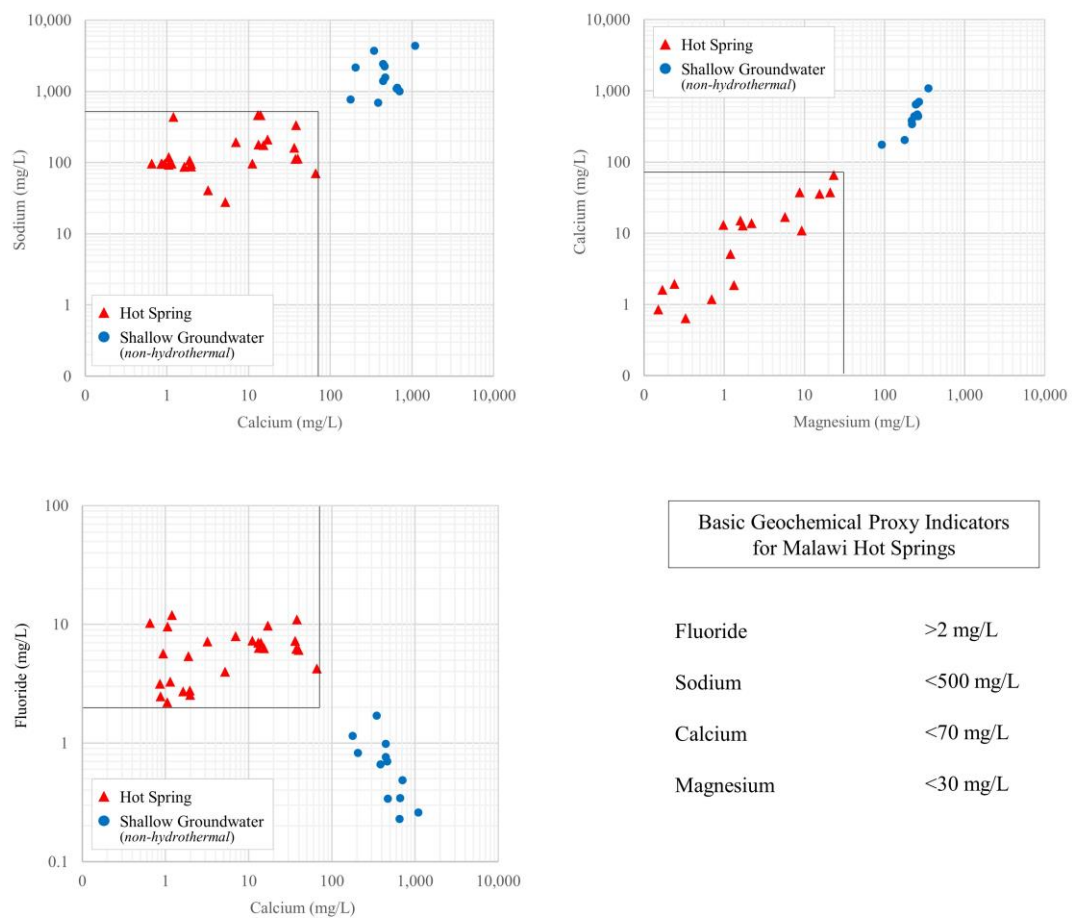 10,000
1,000
100
10
1
0
Sodium (mg/L)
Hot Spring
Shallow Groundwater
(non-hydrothermal)
0
1
10
100
1,000
10,000
Calcium (mg/L)
10,000
1,000
100
10
1
0
Calcium (mg/L)
Hot Spring
Shallow Groundwater
(non-hydrothermal)
0
10
100
1,000
10,000
Magnesium (mg/L)
100
10
1
0.1
Fluoride (mg/L)
Hot Spring
Shallow Groundwater
(non-hydrothermal)
0
1
10
100
1,000
10,000
Calcium (mg/L)
Basic Geochemical Proxy Indicators
for Malawi Hot Springs
Fluoride >2 mg/L
Sodium <500 mg/L
Calcium <70 mg/L
Magnesium <30 mg/L